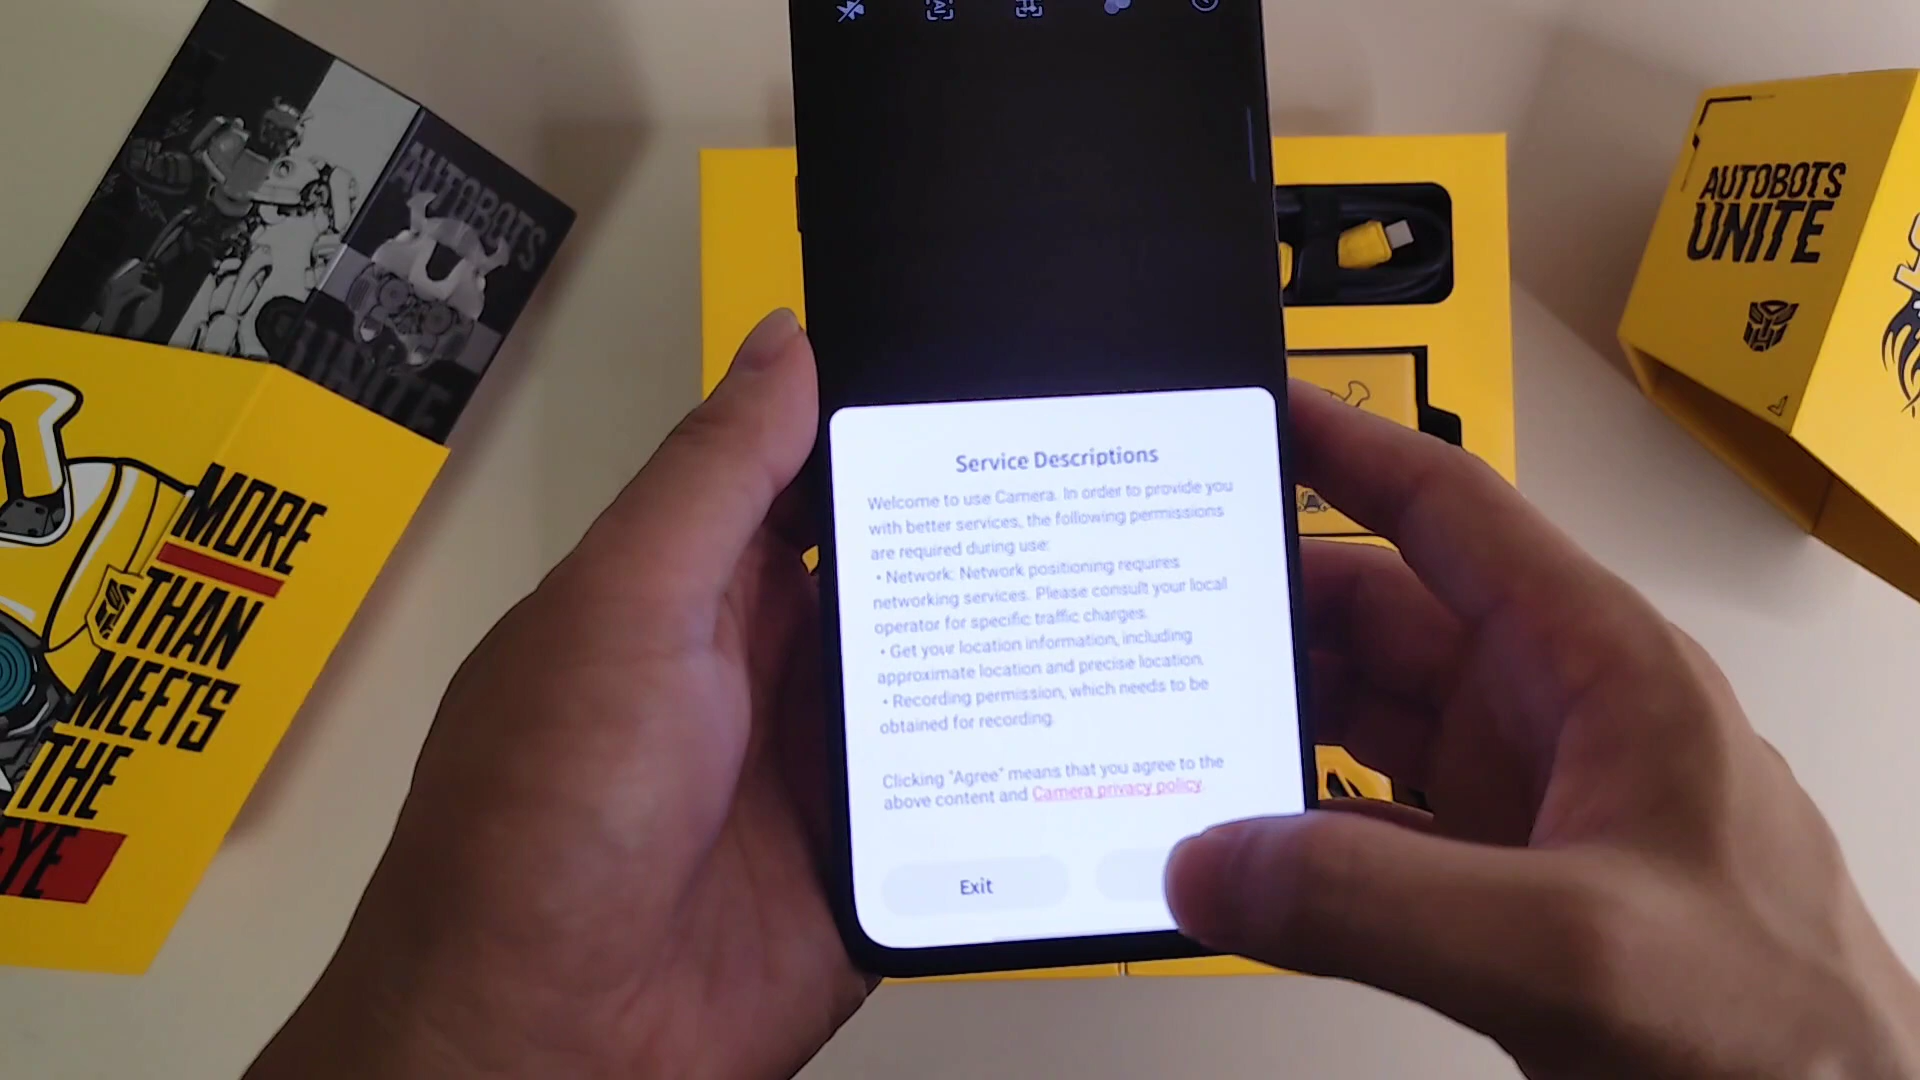 AUTOBOTS
UNITE
MORE
THAN
MEETS
THE
EYE
Service Descriptions
Welcome to use Camera. In order to provide you
with better services, the following permissions
are required during use:
• Network: Network positioning requires
networking services. Please consult your local
operator for specific traffic charges.
• Get your location information, including
approximate location and precise location.
• Recording permission, which needs to be
obtained for recording.
Clicking "Agree" means that you agree to the
above content and Camera privacy policy
Exit
AUTOBOTS
UNITE